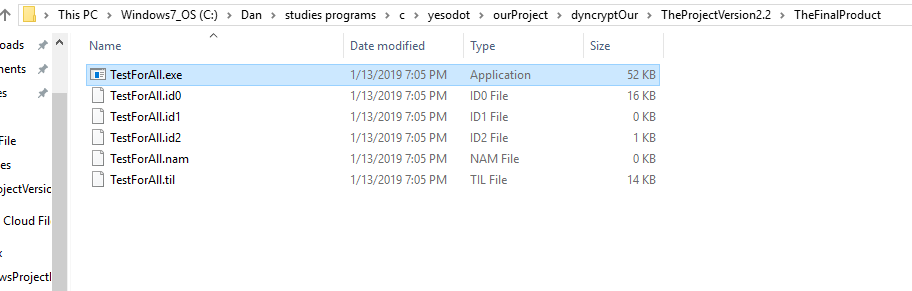 This PC > Windows7_OS (C:) > Dan > studies programs > c > yesodot > ourProject > dyncryptOur > TheProjectVersion2.2 > TheFinalProduct
Name Date modified Type Size
oads
TestForAll.exe 1/13/2019 7:05 PM Application 52 KB
ments
TestForAll.id0 1/13/2019 7:05 PM ID0 File 16 KB
es
TestForAll.id1 1/13/2019 7:05 PM ID1 File 0 KB
TestForAll.id2 1/13/2019 7:05 PM ID2 File 1 KB
File
TestForAll.nam 1/13/2019 7:05 PM NAM File 0 KB
es
TestForAll.til 1/13/2019 7:05 PM TIL File 14 KB
ojectVersio
Cloud Fil
x
wsProjectI